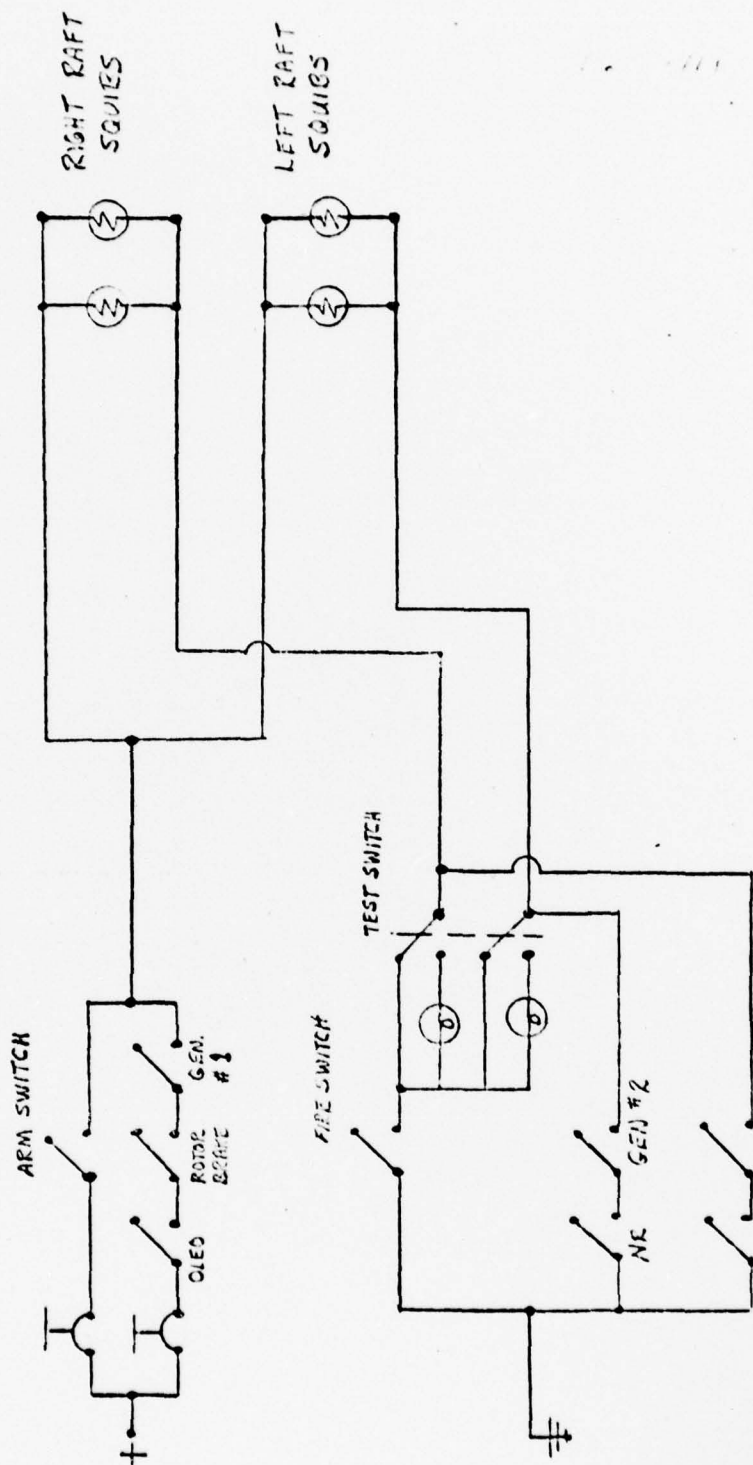 RIGHT RAFT
SQUIBS
LEFT RAFT
SQUIBS
ARM SWITCH
OLEO
ROTOR
BRAKE
GEN.
#1
TEST SWITCH
FIRE SWITCH
NR
GEN #2
+